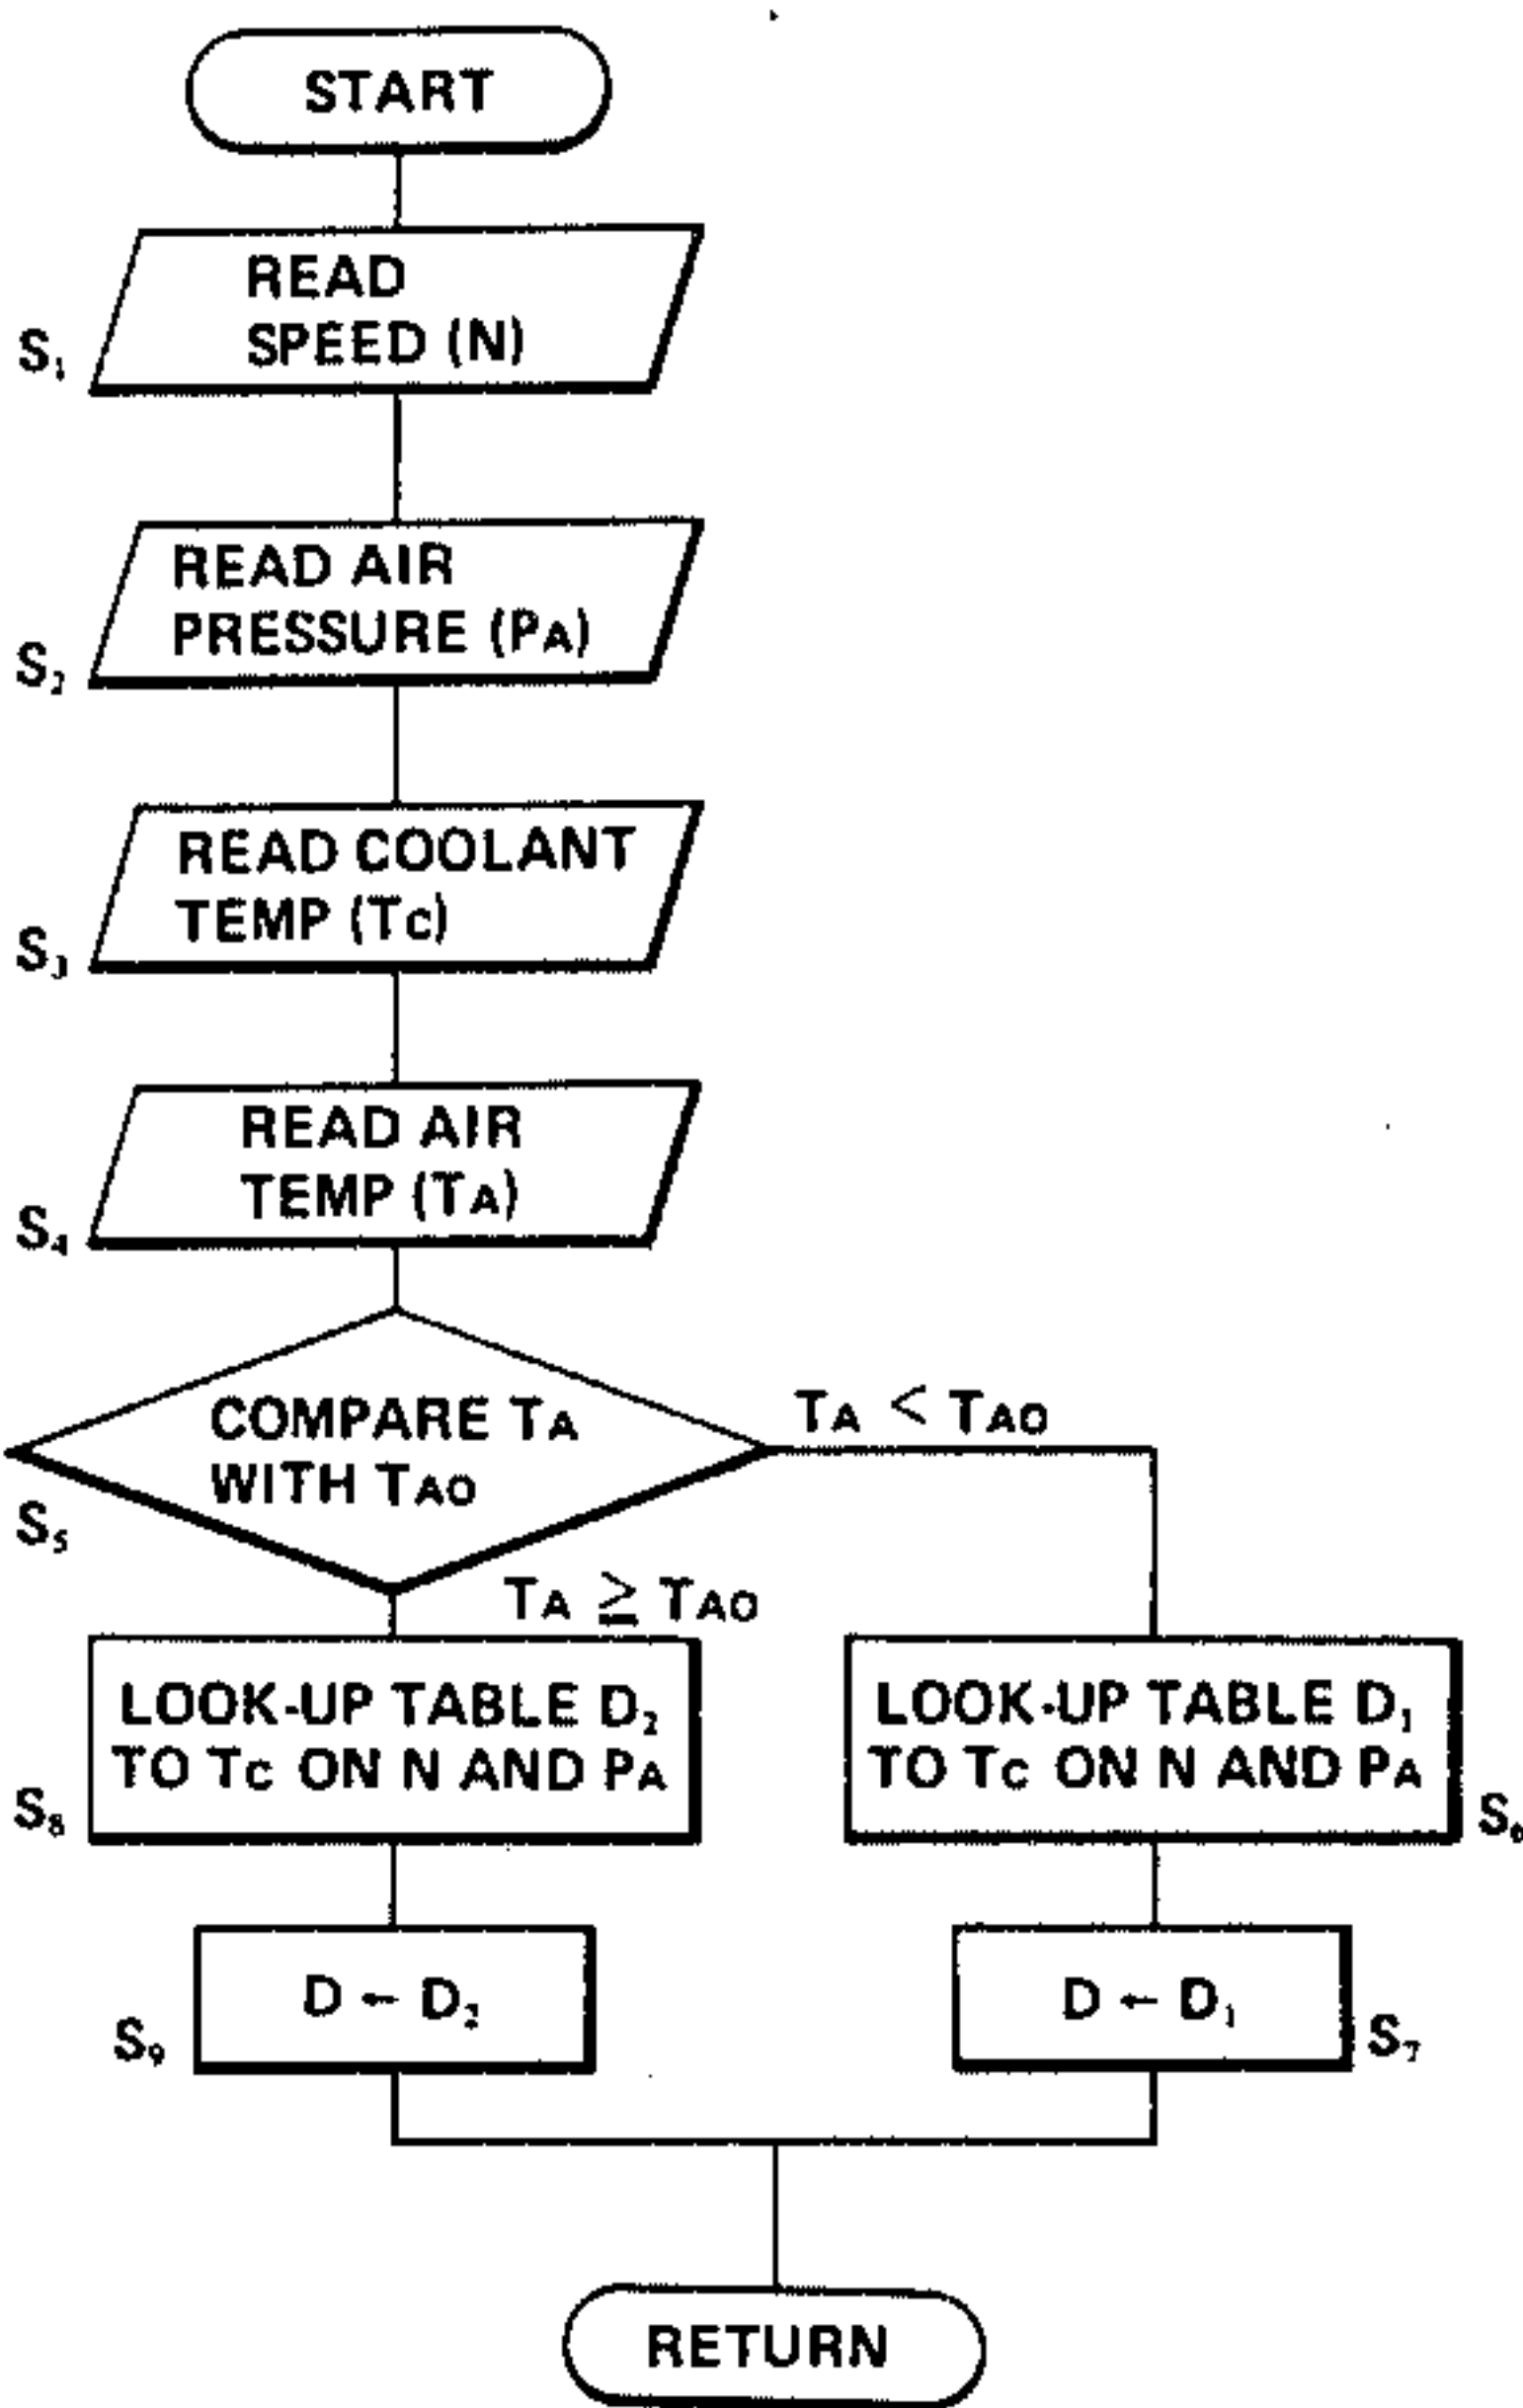 START
READ
SPEED (N)
S₁
READ AIR
PRESSURE (PA)
S₂
READ COOLANT
TEMP (TC)
S₃
READ AIR
TEMP (TA)
S₄
COMPARE TA
WITH TAO
S₅
TA < TAO
TA ≧ TAO
LOOK-UP TABLE D₂
TO TC ON N AND PA
S₈
LOOK-UP TABLE D₁
TO TC ON N AND PA
S₆
D ← D₂
S₉
D ← D₁
S₇
RETURN